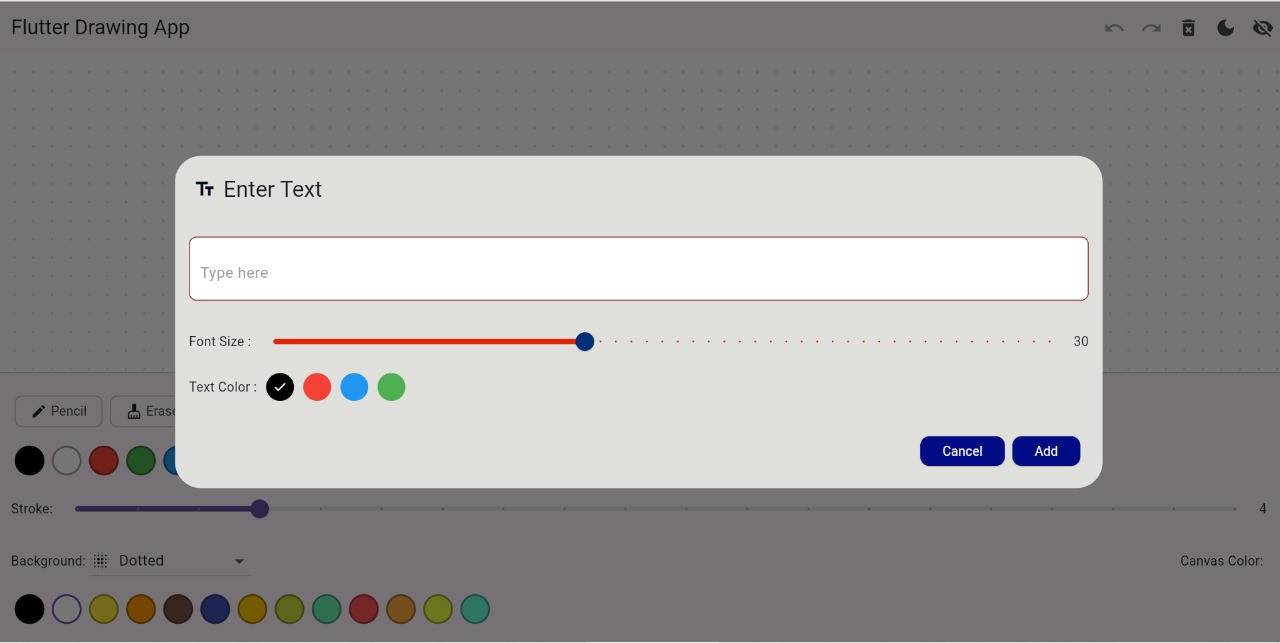 Flutter Drawing App
Enter Text
Type here
Font Size :
30
Text Color :
Cancel
Add
Pencil
Erase
Stroke:
4
Background:
Dotted
Canvas Color: